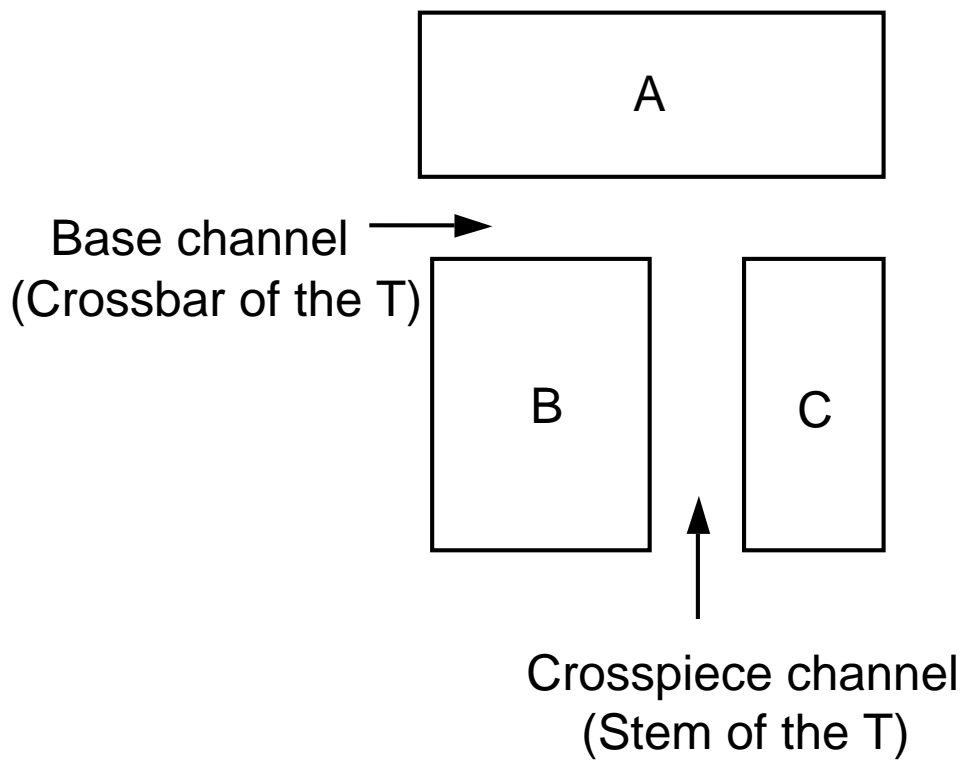 A
Base channel
(Crossbar of the T)
B
C
Crosspiece channel
(Stem of the T)